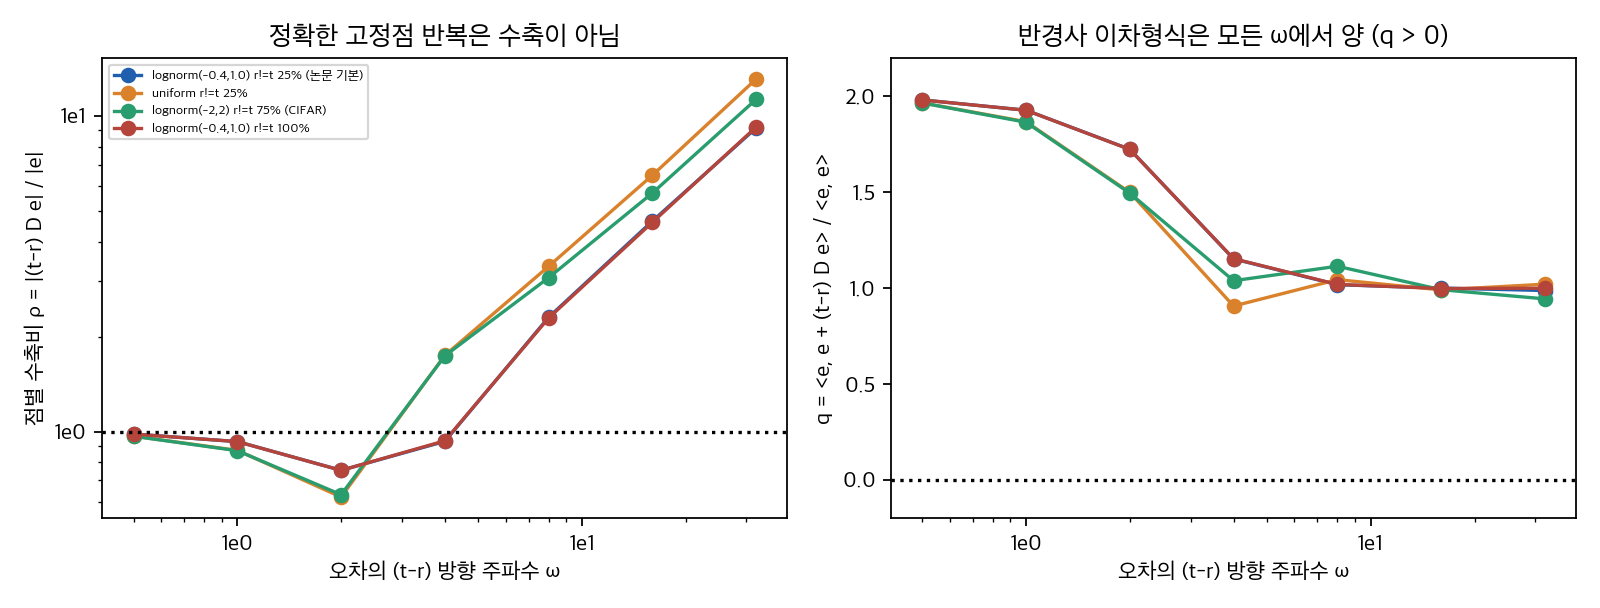 정확한 고정점 반복은 수축이 아님
lognorm(-0.4,1.0) r!=t 25% (논문 기본)
uniform r!=t 25%
lognorm(-2,2) r!=t 75% (CIFAR)
lognorm(-0.4,1.0) r!=t 100%
점별 수축비 ρ = |(t-r) D e| / |e|
1e1
1e0
1e0
1e1
오차의 (t-r) 방향 주파수 ω
반경사 이차형식은 모든 ω에서 양 (q > 0)
q = <e, e + (t-r) D e> / <e, e>
2.0
1.5
1.0
0.5
0.0
1e0
1e1
오차의 (t-r) 방향 주파수 ω